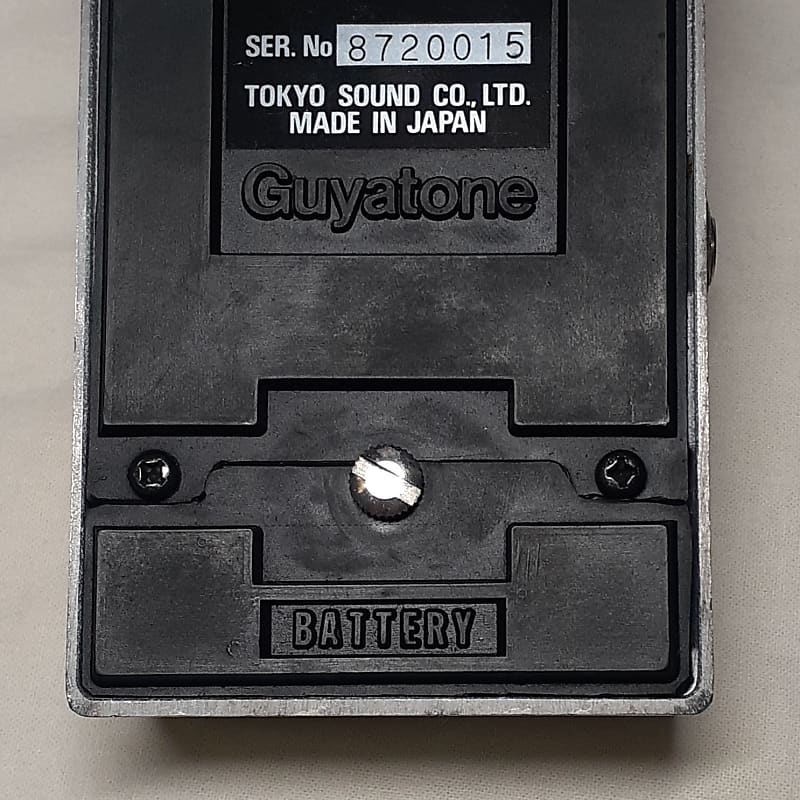 SER. No 8720015
TOKYO SOUND CO., LTD.
MADE IN JAPAN
Guyatone
BATTERY